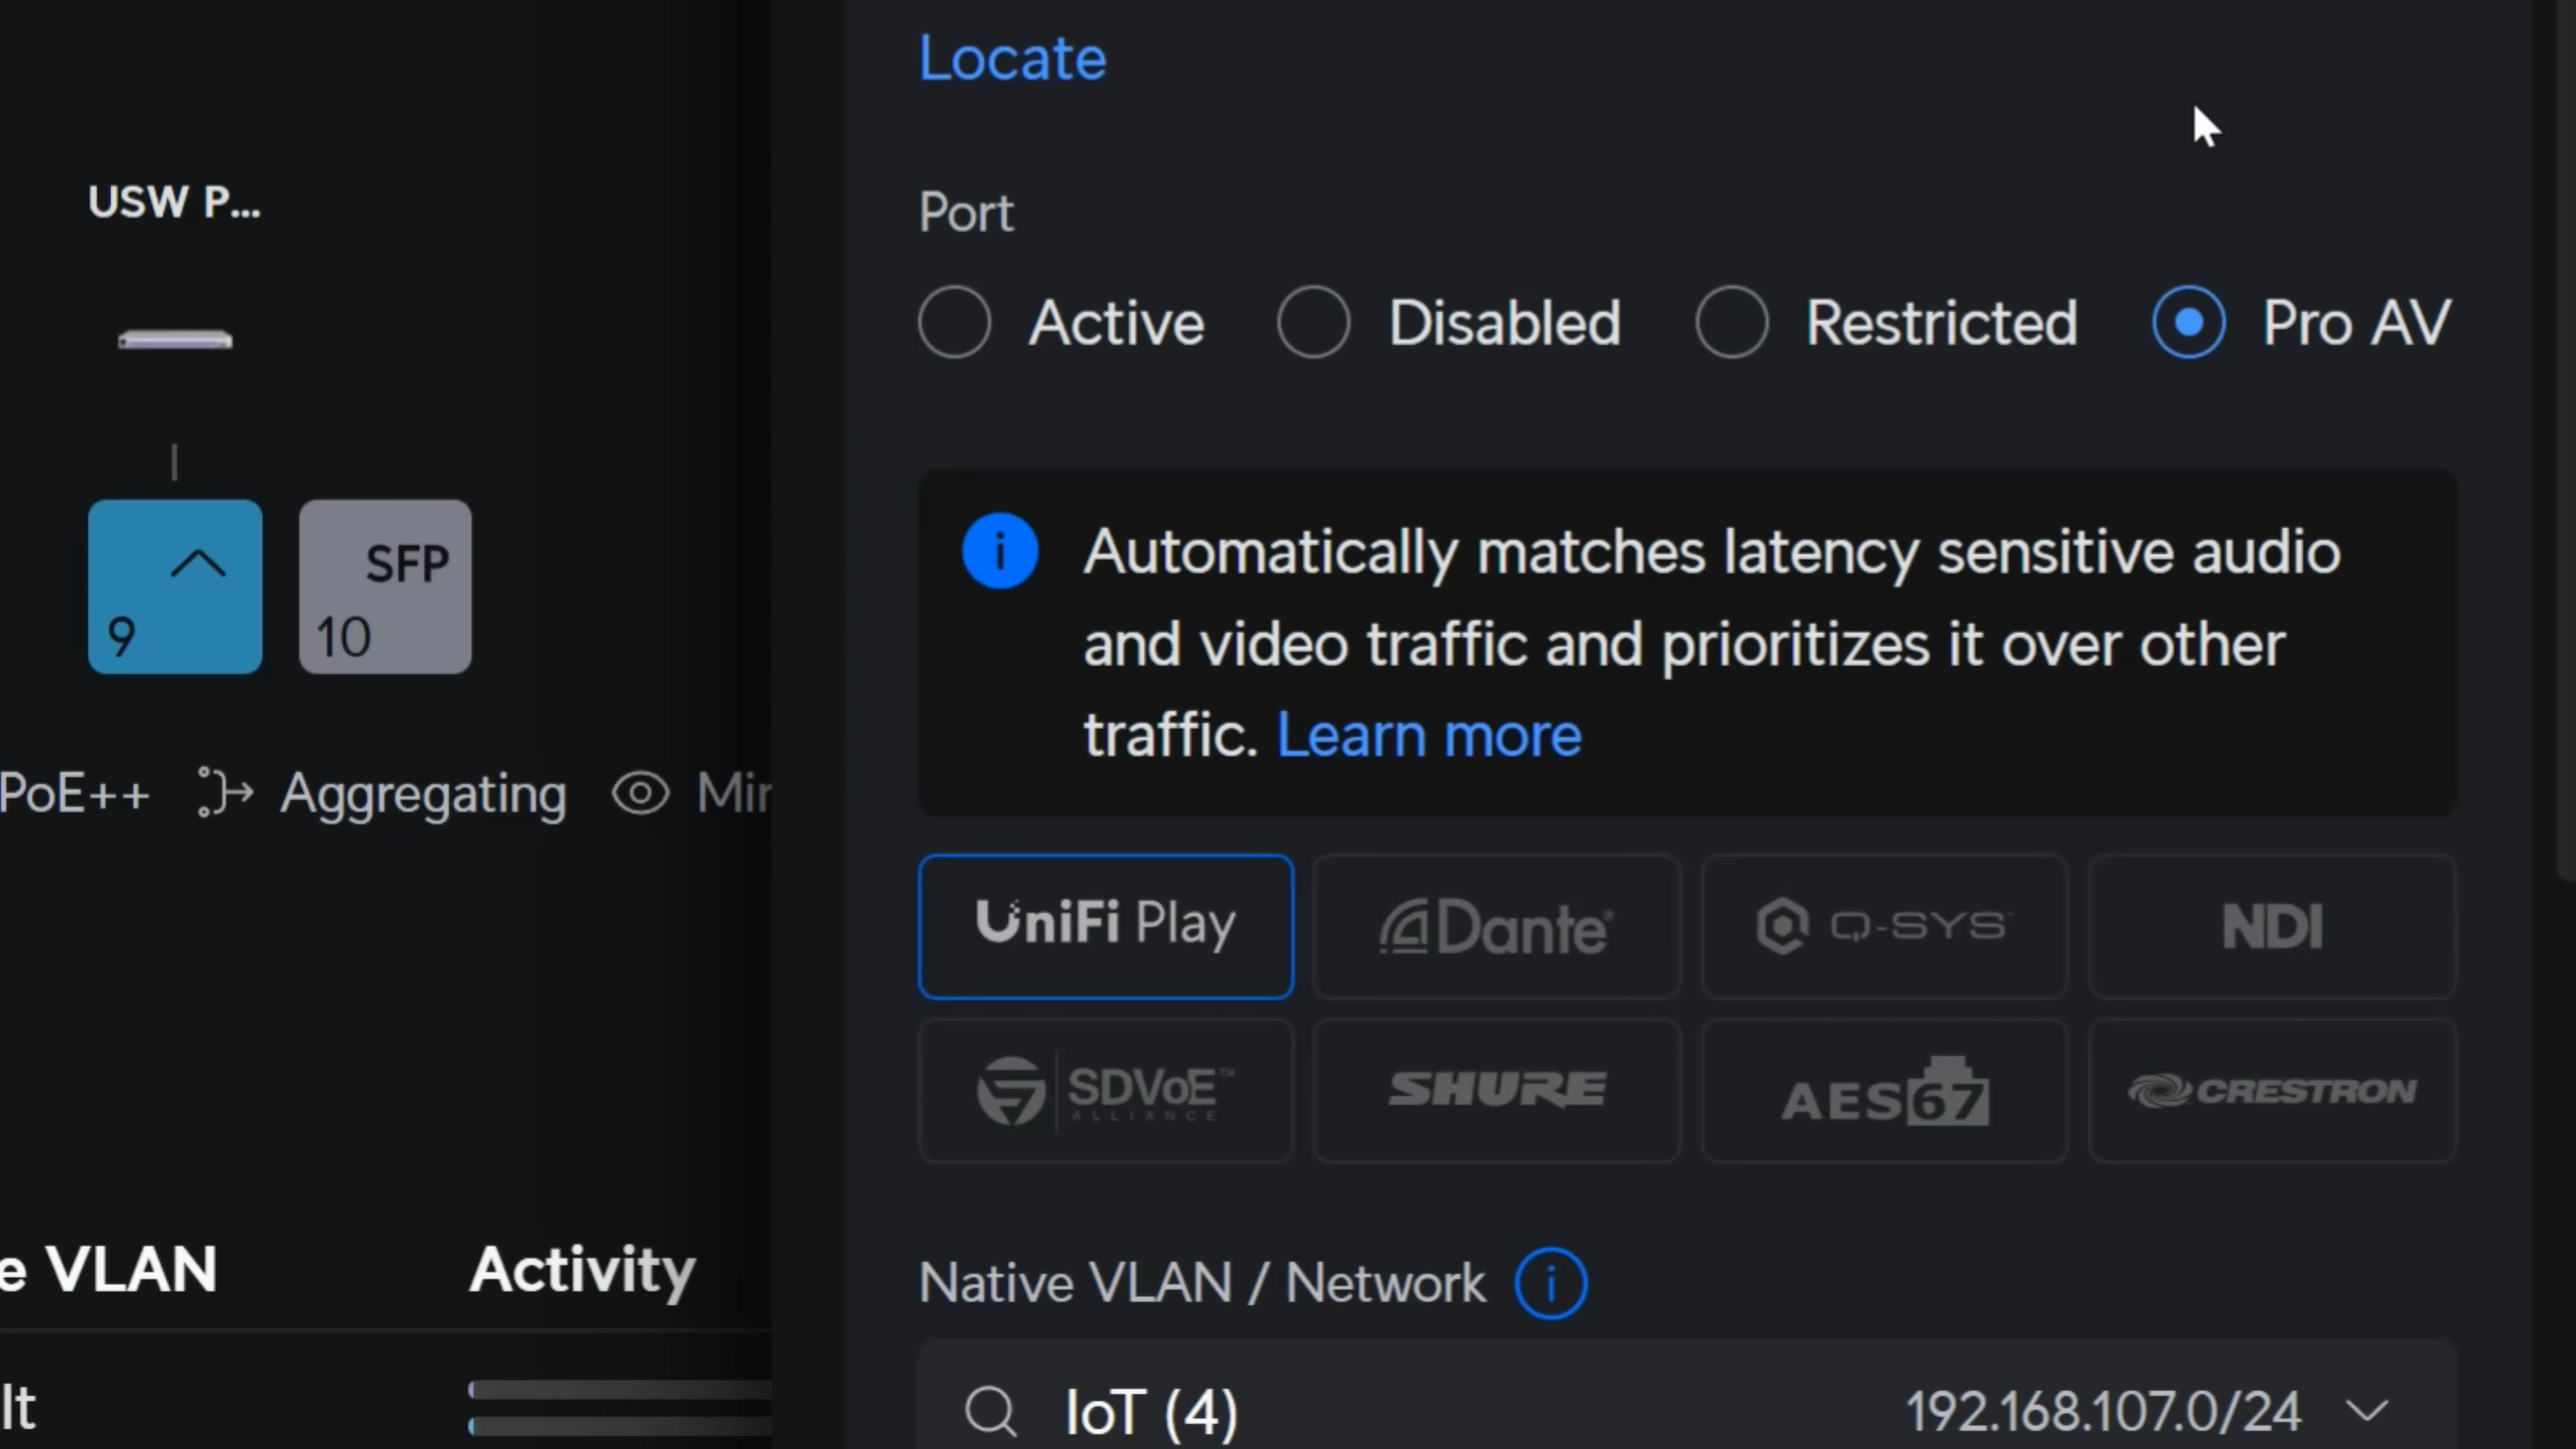 Locate
USW P...
Port
Active
Disabled
Restricted
Pro AV
SFP
9
10
i
Automatically matches latency sensitive audio
and video traffic and prioritizes it over other
traffic. Learn more
PoE++
Aggregating
Mir
UniFi Play
Dante®
Q-SYS
NDI
SDVoE™
ALLIANCE
SHURE
AES67
CRESTRON
e VLAN
Activity
Native VLAN / Network
i
lt
IoT (4)
192.168.107.0/24